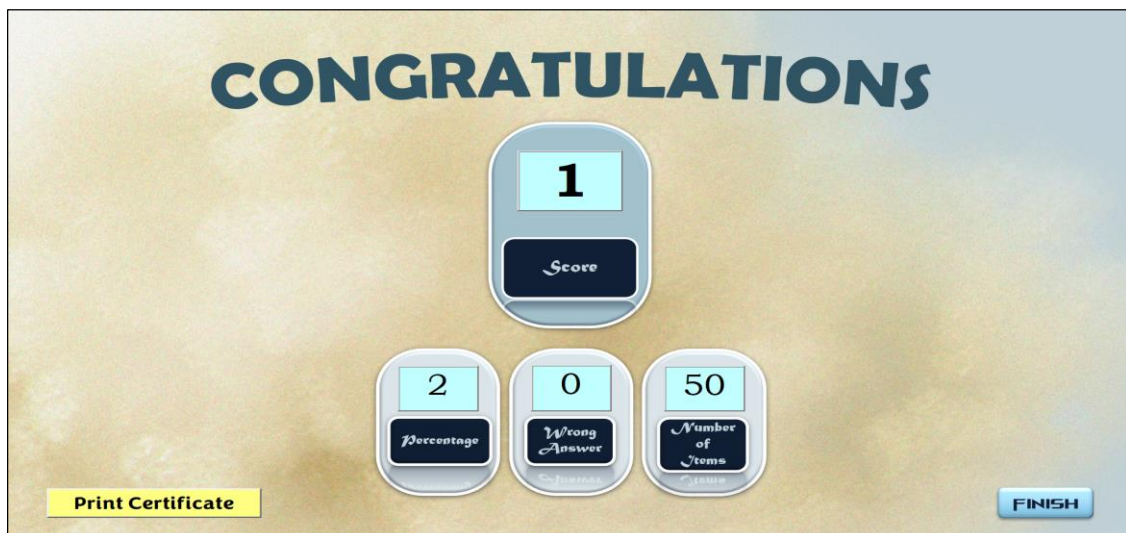 CONGRATULATIONS
1
Score
2
0
50
Percentage
Wrong
Answer
Number
of
Items
Print Certificate
FINISH